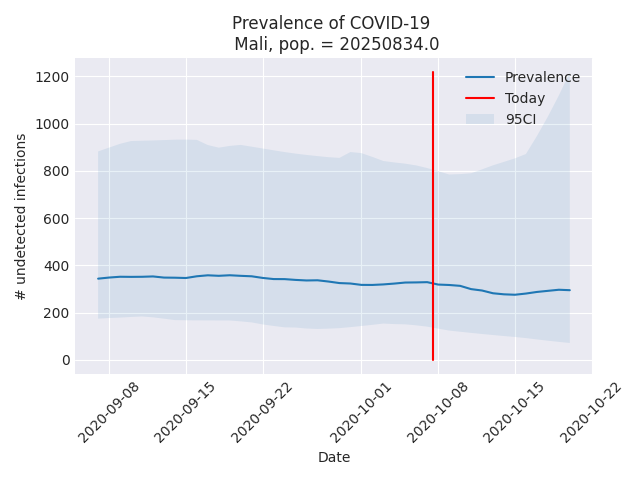 Prevalence of COVID-19
Mali, pop. = 20250834.0
Prevalence
Today
95CI
# undetected infections
1200
1000
800
600
400
200
0
2020-09-08
2020-09-15
2020-09-22
2020-10-01
2020-10-08
2020-10-15
2020-10-22
Date